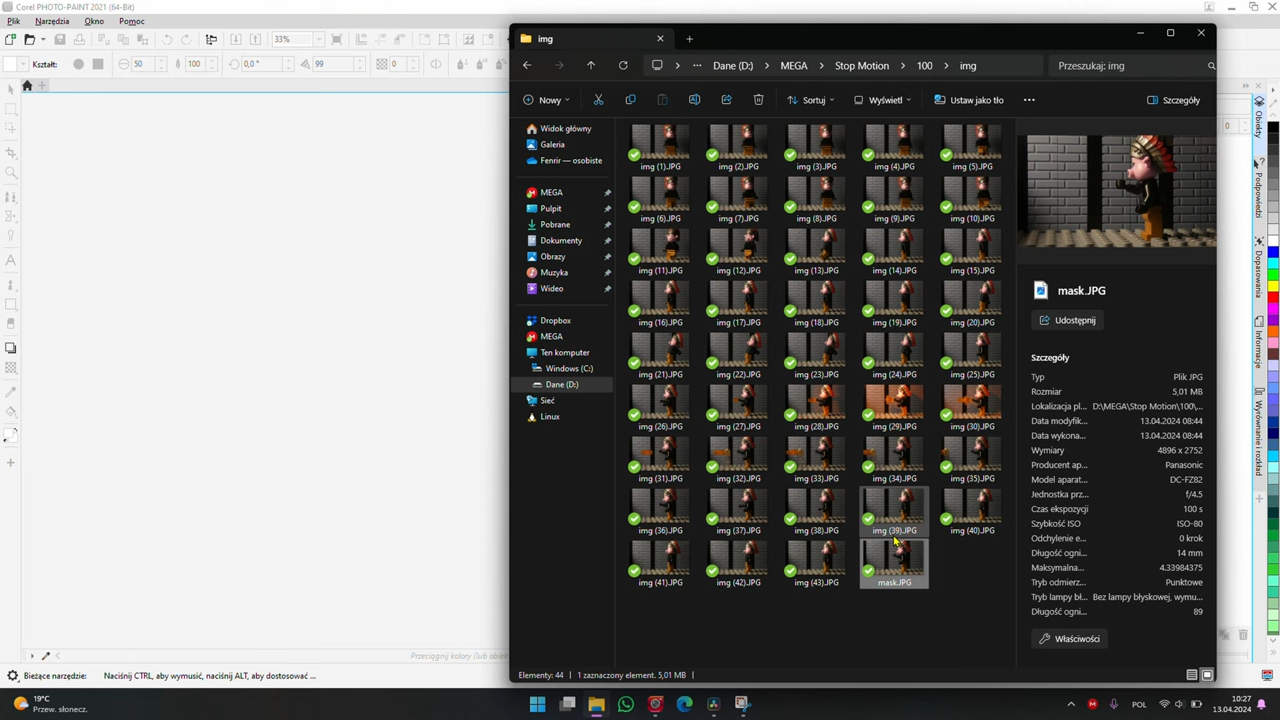 Corel PHOTO-PAINT 2021 (64-Bit)
Plik Narzędzia Okno Pomoc
33%
Kształt: 50 100 0,0 ° 99 0
img
Dane (D:) MEGA Stop Motion 100 img
Przeszukaj: img
Nowy Sortuj Wyświetl Ustaw jako tło Szczegóły
Widok główny
Galeria
Fenrir — osobiste
MEGA
Pulpit
Pobrane
Dokumenty
Obrazy
Muzyka
Wideo
Dropbox
MEGA
Ten komputer
Windows (C:)
Dane (D:)
Sieć
Linux
img (1).JPG img (2).JPG img (3).JPG img (4).JPG img (5).JPG
img (6).JPG img (7).JPG img (8).JPG img (9).JPG img (10).JPG
img (11).JPG img (12).JPG img (13).JPG img (14).JPG img (15).JPG
img (16).JPG img (17).JPG img (18).JPG img (19).JPG img (20).JPG
img (21).JPG img (22).JPG img (23).JPG img (24).JPG img (25).JPG
img (26).JPG img (27).JPG img (28).JPG img (29).JPG img (30).JPG
img (31).JPG img (32).JPG img (33).JPG img (34).JPG img (35).JPG
img (36).JPG img (37).JPG img (38).JPG img (39).JPG img (40).JPG
img (41).JPG img (42).JPG img (43).JPG mask.JPG
mask.JPG
Udostępnij
Szczegóły
Typ Plik JPG
Rozmiar 5,01 MB
Lokalizacja pl... D:\MEGA\Stop Motion\100\...
Data modyfik... 13.04.2024 08:44
Data wykona... 13.04.2024 08:44
Wymiary 4896 x 2752
Producent ap... Panasonic
Model aparat... DC-FZ82
Jednostka prz... f/4.5
Czas ekspozycji 100 s
Szybkość ISO ISO-80
Odchylenie e... 0 krok
Długość ogni... 14 mm
Maksymalna... 4.33984375
Tryb odmierz... Punktowe
Tryb lampy bł... Bez lampy błyskowej, wymu...
Długość ogni... 89
Właściwości
Elementy: 44 1 zaznaczony element. 5,01 MB
0
Obiekty
Podpowiedzi
Dopasowania
Informacje
Wyrównanie i rozkład
Przeciągnij kolory (lub obie
Bieżące narzędzie: Naciśnij CTRL, aby wymusić, naciśnij ALT, aby dostosować ...
19°C
Przew. słonecz.
POL
10:27
13.04.2024